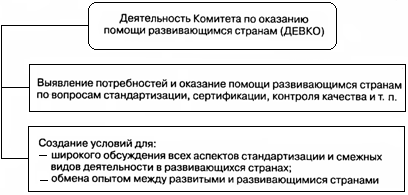 Деятельность Комитета по оказанию
помощи развивающимся странам (ДЕВКО)
Выявление потребностей и оказание помощи развивающимся странам
по вопросам стандартизации, сертификации, контроля качества и т. п.
Создание условий для:
— широкого обсуждения всех аспектов стандартизации и смежных
видов деятельности в развивающихся странах;
— обмена опытом между развитыми и развивающимися странами